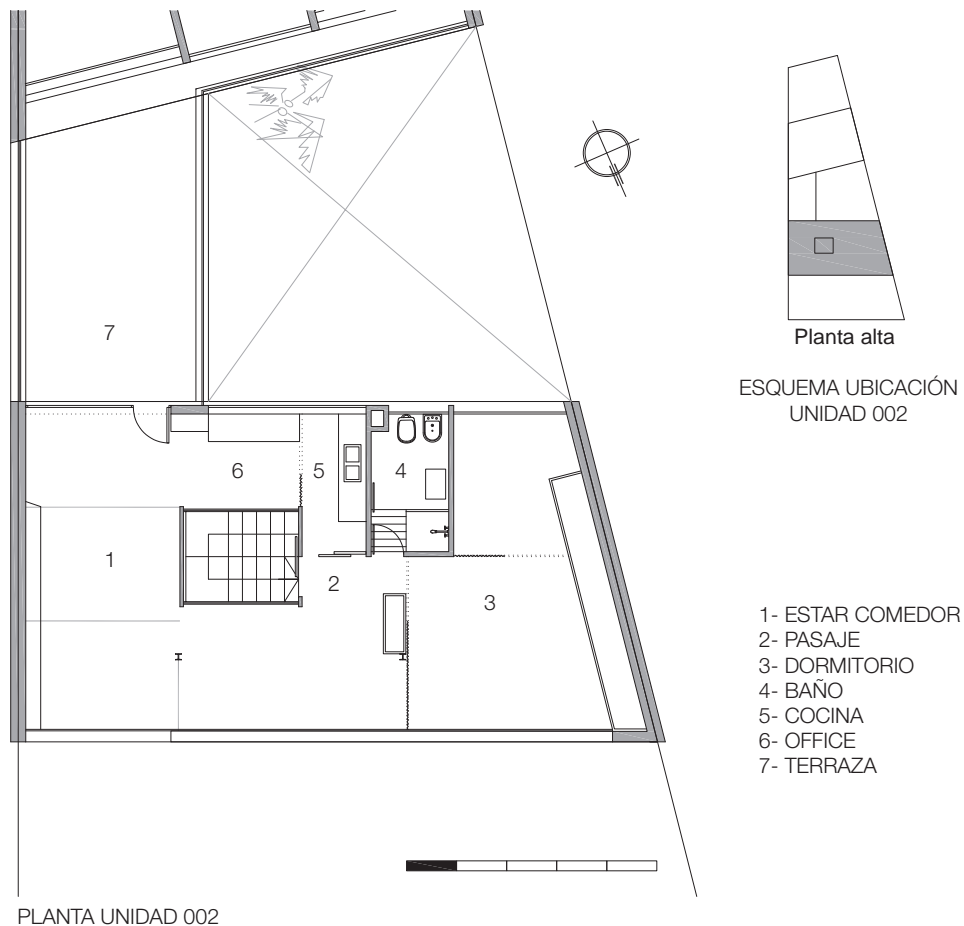 7
Planta alta
ESQUEMA UBICACIÓN
UNIDAD 002
6
5
4
1
2
3
1- ESTAR COMEDOR
2- PASAJE
3- DORMITORIO
4- BAÑO
5- COCINA
6- OFFICE
7- TERRAZA
PLANTA UNIDAD 002